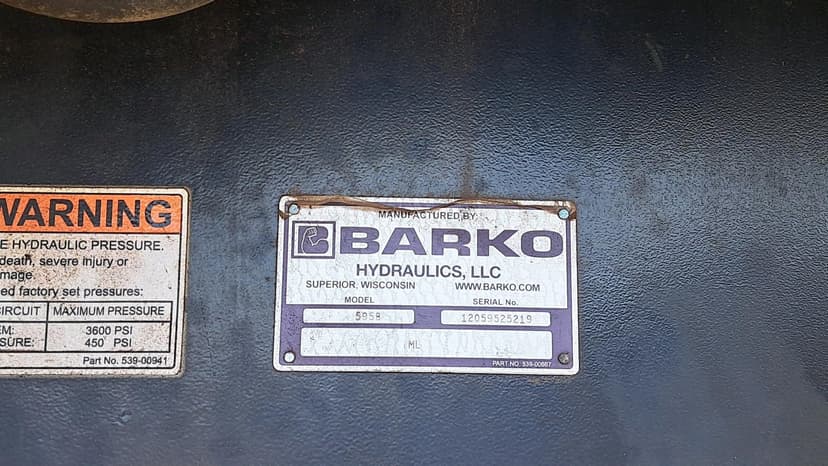 WARNING
E HYDRAULIC PRESSURE.
death, severe injury or
mage.
ed factory set pressures:
CIRCUIT MAXIMUM PRESSURE
EM: 3600 PSI
SURE: 450 PSI
Part No. 539-00941
MANUFACTURED BY:
BARKO
HYDRAULICS, LLC
SUPERIOR, WISCONSIN WWW.BARKO.COM
MODEL SERIAL No.
595B 12059525219
ML
PART NO. 539-00667